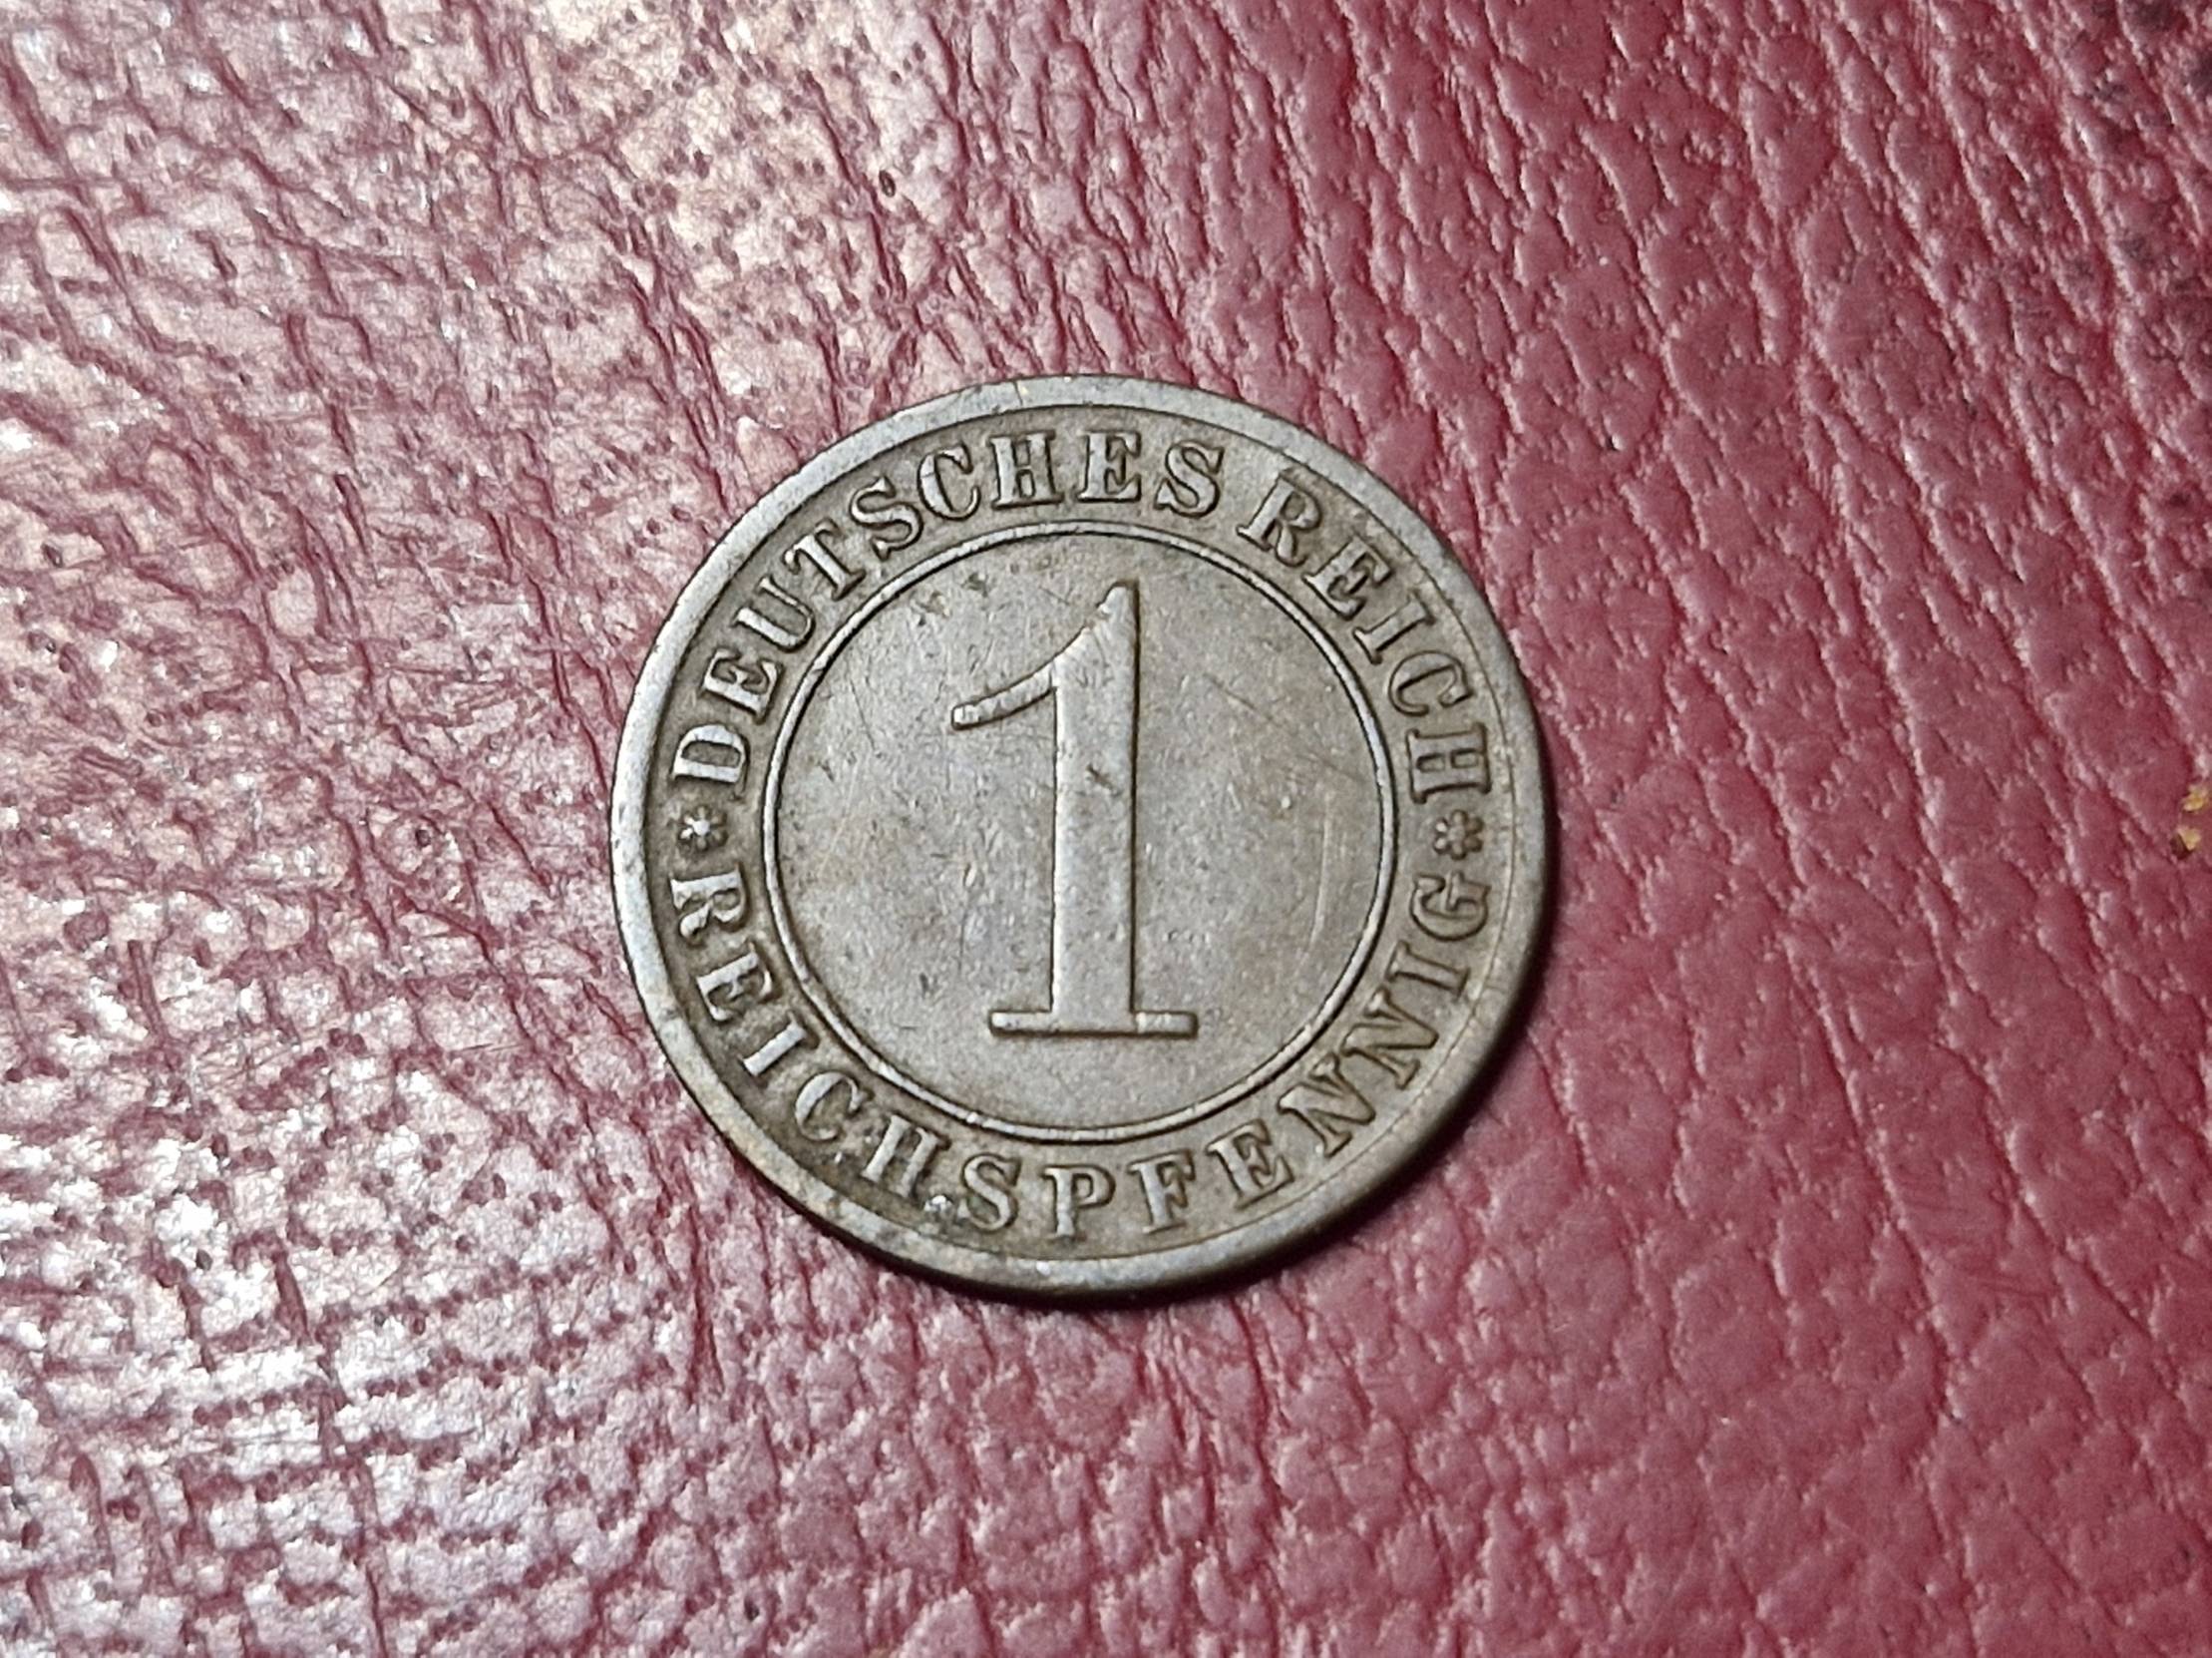 DEUTSCHES REICH
1
REICHSPFENNIG